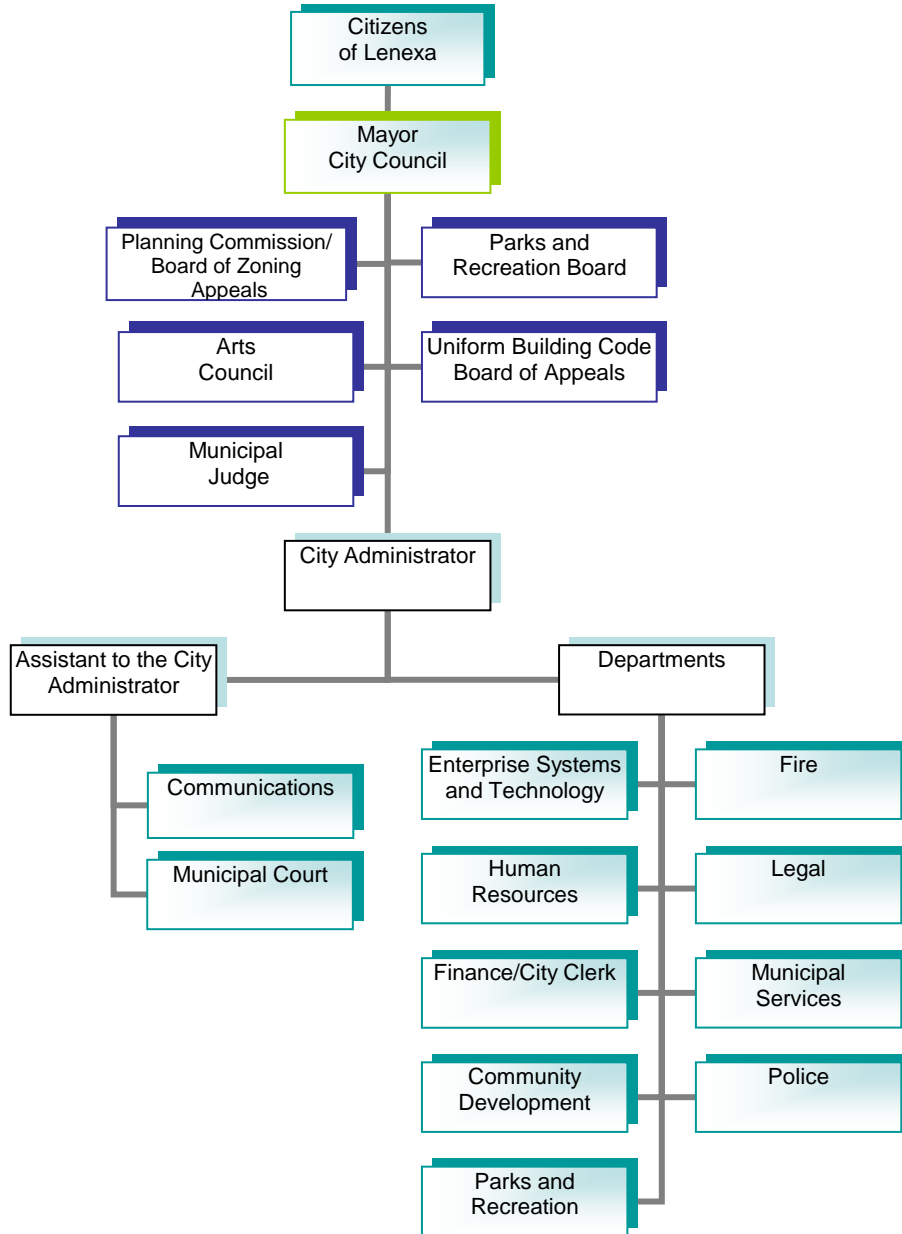 Citizens
of Lenexa
Mayor
City Council
Planning Commission/
Board of Zoning
Appeals
Parks and
Recreation Board
Arts
Council
Uniform Building Code
Board of Appeals
Municipal
Judge
City Administrator
Assistant to the City
Administrator
Departments
Communications
Municipal Court
Enterprise Systems
and Technology
Fire
Human
Resources
Legal
Finance/City Clerk
Municipal
Services
Community
Development
Police
Parks and
Recreation